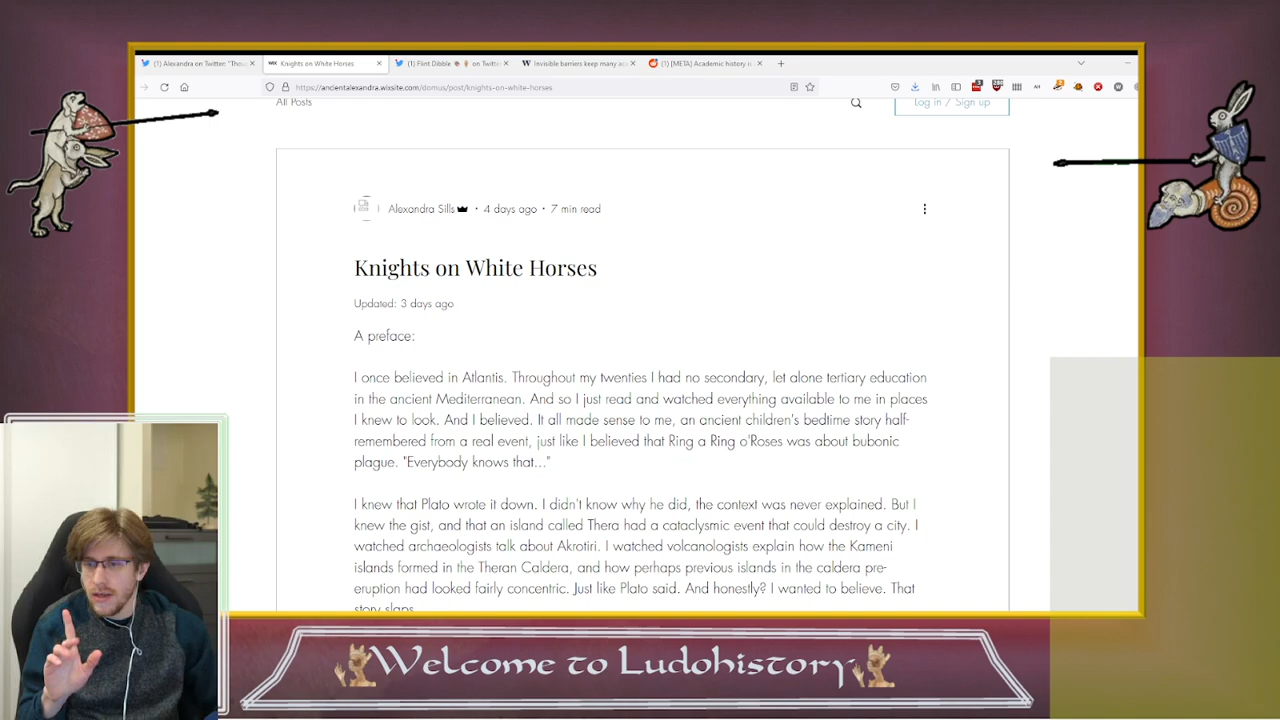 (1) Alexandra on Twitter: "Thou
Knights on White Horses
(1) Flint Dibble
on Twitte
Invisible barriers keep many ac
(1) [META] Academic history is
https://ancientalexandra.wixsite.com/domus/post/knights-on-white-horses
All Posts
Log in / Sign up
Alexandra Sills · 4 days ago · 7 min read
Knights on White Horses
Updated: 3 days ago
A preface:
I once believed in Atlantis. Throughout my twenties I had no secondary, let alone tertiary education
in the ancient Mediterranean. And so I just read and watched everything available to me in places
I knew to look. And I believed. It all made sense to me, an ancient children's bedtime story half-
remembered from a real event, just like I believed that Ring a Ring o'Roses was about bubonic
plague. "Everybody knows that..."
I knew that Plato wrote it down. I didn't know why he did, the context was never explained. But I
knew the gist, and that an island called Thera had a cataclysmic event that could destroy a city. I
watched archaeologists talk about Akrotiri. I watched volcanologists explain how the Kameni
islands formed in the Theran Caldera, and how perhaps previous islands in the caldera pre-
eruption had looked fairly concentric. Just like Plato said. And honestly? I wanted to believe. That
story slaps.
Welcome to Ludohistory